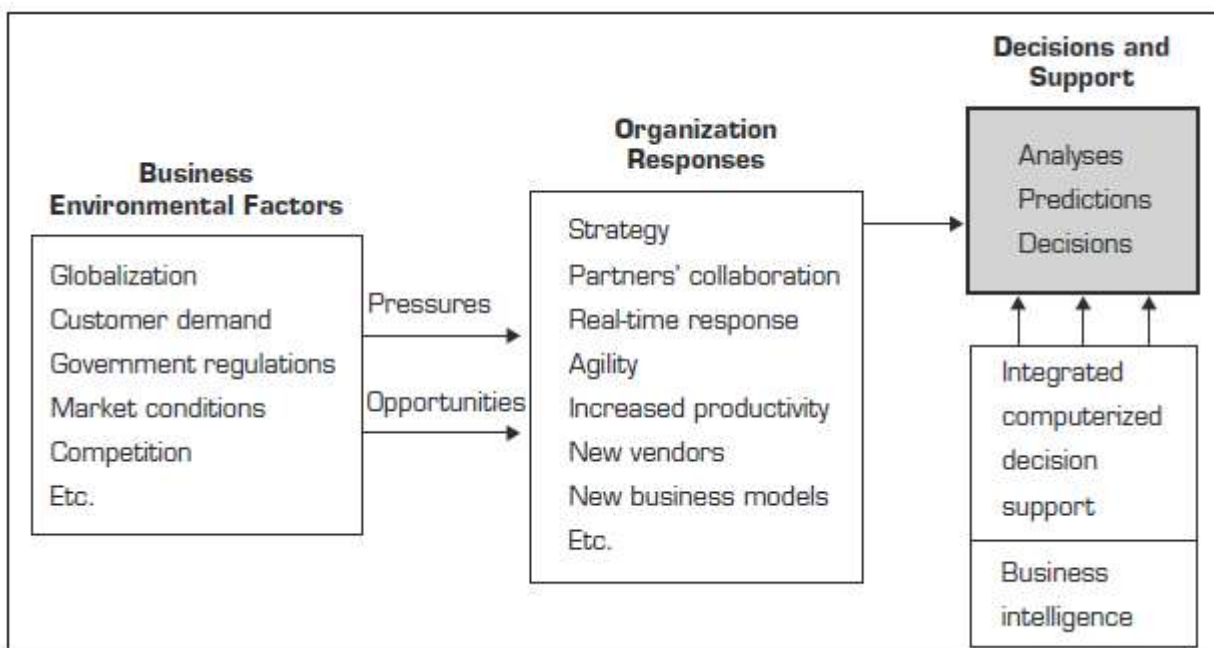 Business
Environmental Factors
Globalization
Customer demand
Government regulations
Market conditions
Competition
Etc.
Pressures
Opportunities
Organization
Responses
Strategy
Partners’ collaboration
Real-time response
Agility
Increased productivity
New vendors
New business models
Etc.
Decisions and
Support
Analyses
Predictions
Decisions
Integrated
computerized
decision
support
Business
intelligence